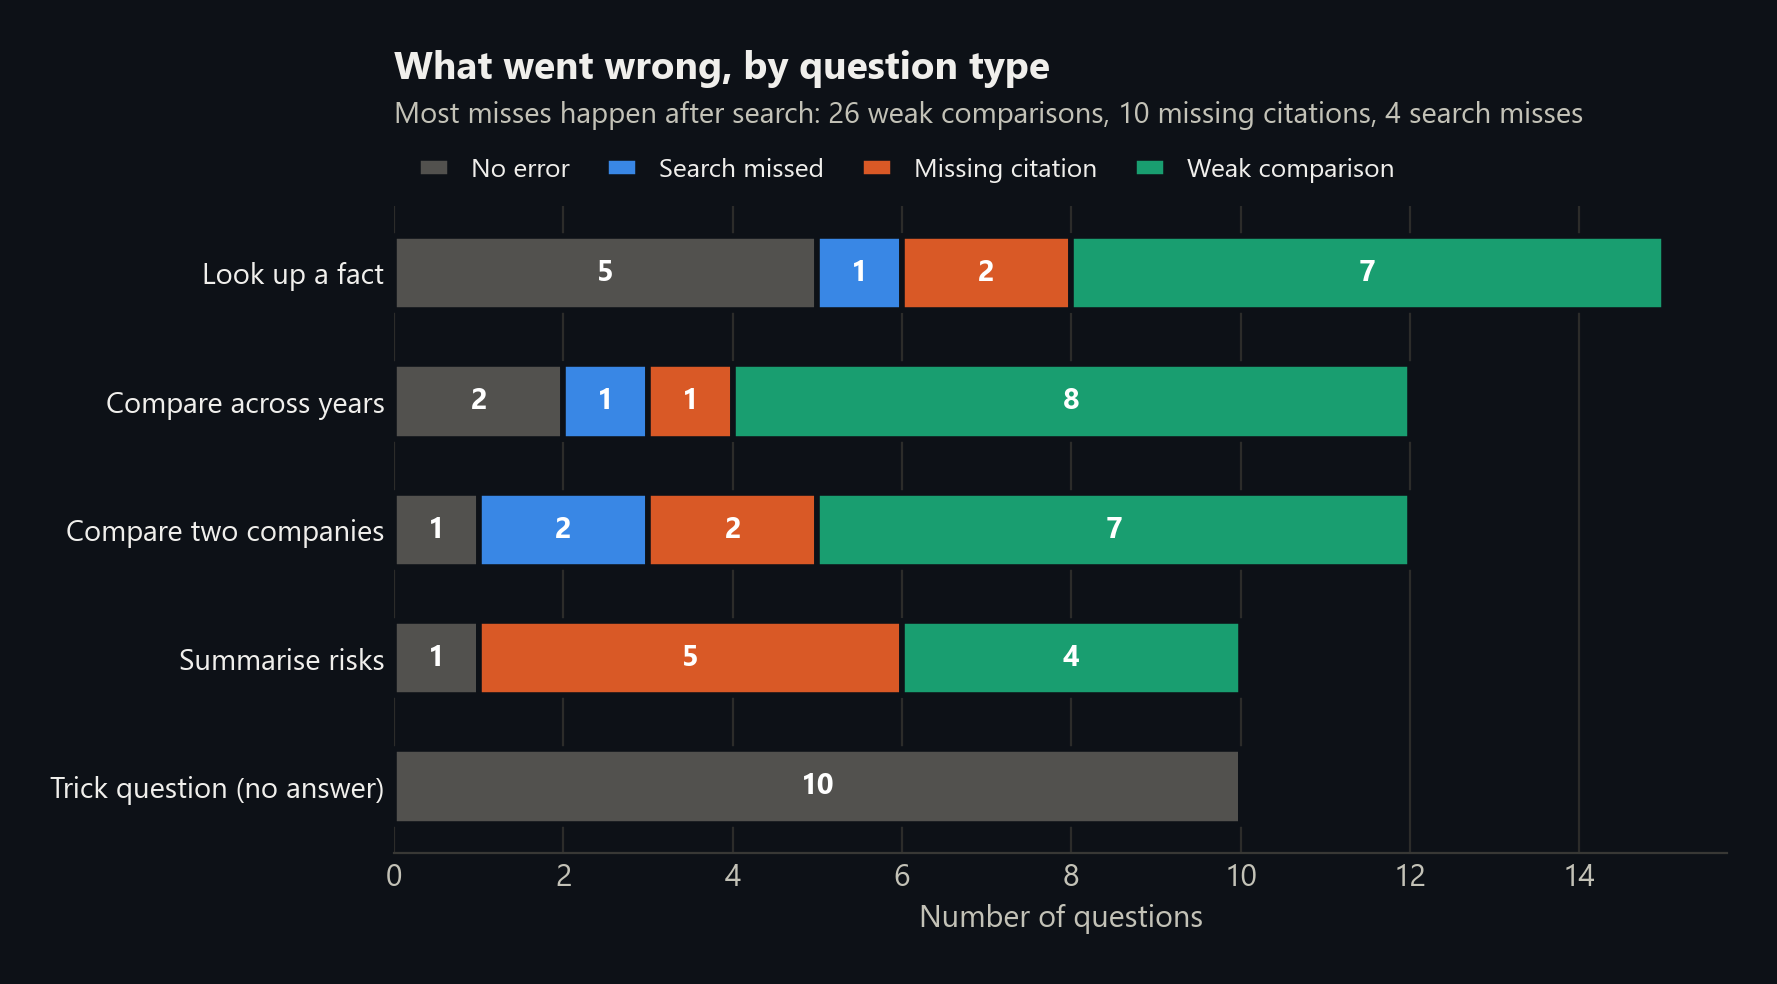 What went wrong, by question type
Most misses happen after search: 26 weak comparisons, 10 missing citations, 4 search misses
No error Search missed Missing citation Weak comparison
Look up a fact 5 1 2 7
Compare across years 2 1 1 8
Compare two companies 1 2 2 7
Summarise risks 1 5 4
Trick question (no answer) 10
0 2 4 6 8 10 12 14
Number of questions